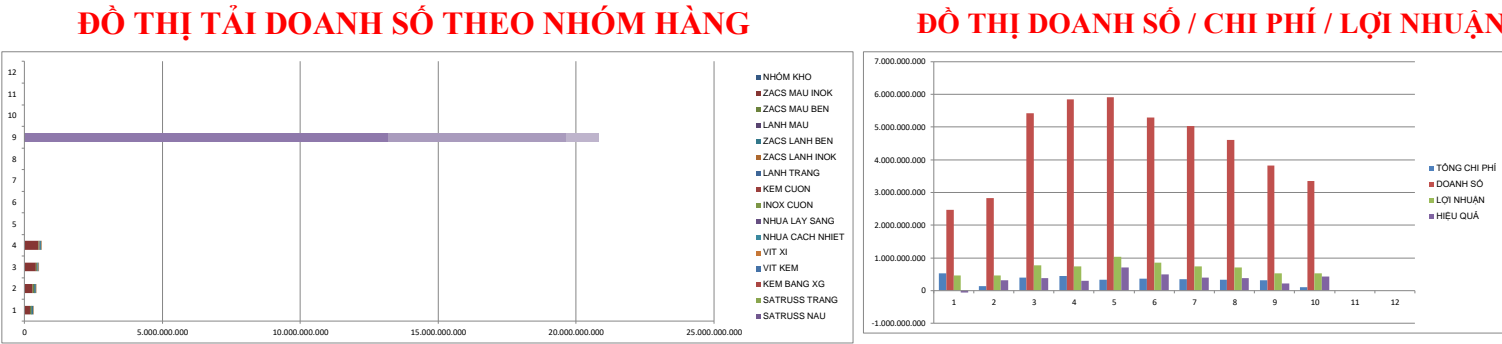 ĐỒ THỊ TẢI DOANH SỐ THEO NHÓM HÀNG
12
11
10
9
8
7
6
5
4
3
2
1
0
5.000.000.000
10.000.000.000
15.000.000.000
20.000.000.000
25.000.000.000
NHÓM KHO
ZACS MAU INOK
ZACS MAU BEN
LANH MAU
ZACS LANH BEN
ZACS LANH INOK
LANH TRANG
KEM CUON
INOX CUON
NHUA LAY SANG
NHUA CACH NHIET
VIT XI
VIT KEM
KEM BANG XG
SATRUSS TRANG
SATRUSS NAU
ĐỒ THỊ DOANH SỐ / CHI PHÍ / LỢI NHUẬN
7.000.000.000
6.000.000.000
5.000.000.000
4.000.000.000
3.000.000.000
2.000.000.000
1.000.000.000
0
-1.000.000.000
1
2
3
4
5
6
7
8
9
10
11
12
TỔNG CHI PHÍ
DOANH SỐ
LỢI NHUẬN
HIỆU QUẢ